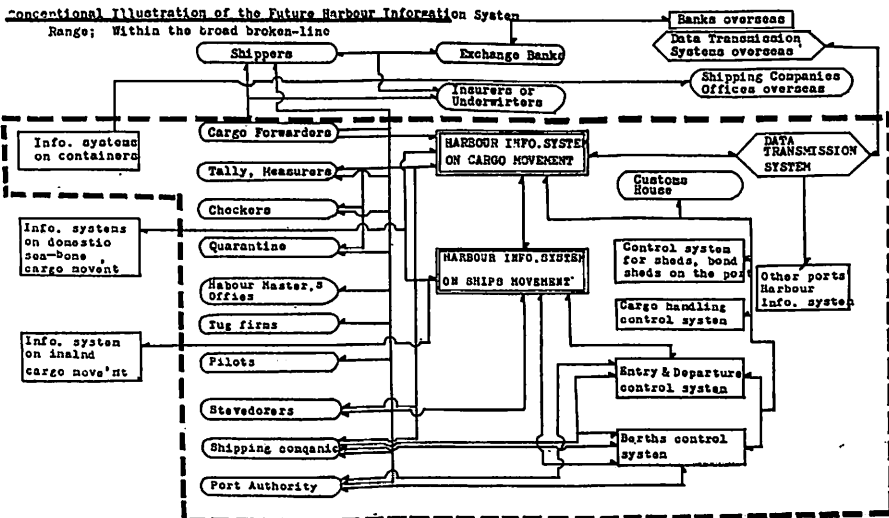 Conceptional Illustration of the Future Harbour Information System
Range; Within the broad broken-line
Banks overseas
Data Transmission
Systems overseas
Shippers
Exchange Banks
Shipping Companies
Offices overseas
Insurers or
Underwirters
Info. systems
on containers
Cargo Forwarders
HARBOUR INFO.SYSTEM
ON CARGO MOVEMENT
DATA
TRANSMISSION
SYSTEM
Tally, Measurers
Customs
House
Checkers
Info. systems
on domestic
sea-bone
cargo movent
Quarantine
HARBOUR INFO.SYSTEM
ON SHIPS MOVEMENT
Control system
for sheds, bond
sheds on the port
Other ports
Harbour
Info. system
Habour Master,s
Offies
Cargo handling
control system
Tug firms
Info. system
on inalnd
cargo move'nt
Pilots
Entry & Departure
control system
Stevedorers
Shipping companic
Berths control
system
Port Authority